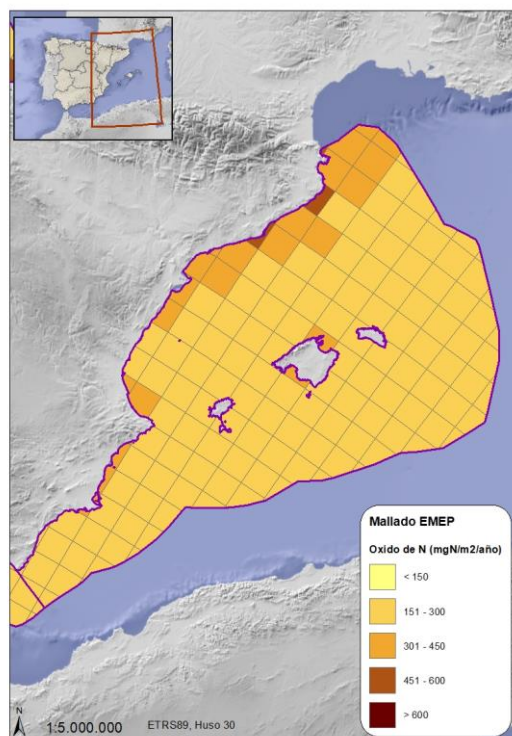 Mallado EMEP
Oxido de N (mgN/m2/año)
< 150
151 - 300
301 - 450
451 - 600
> 600
N
1:5.000.000
ETRS89, Huso 30